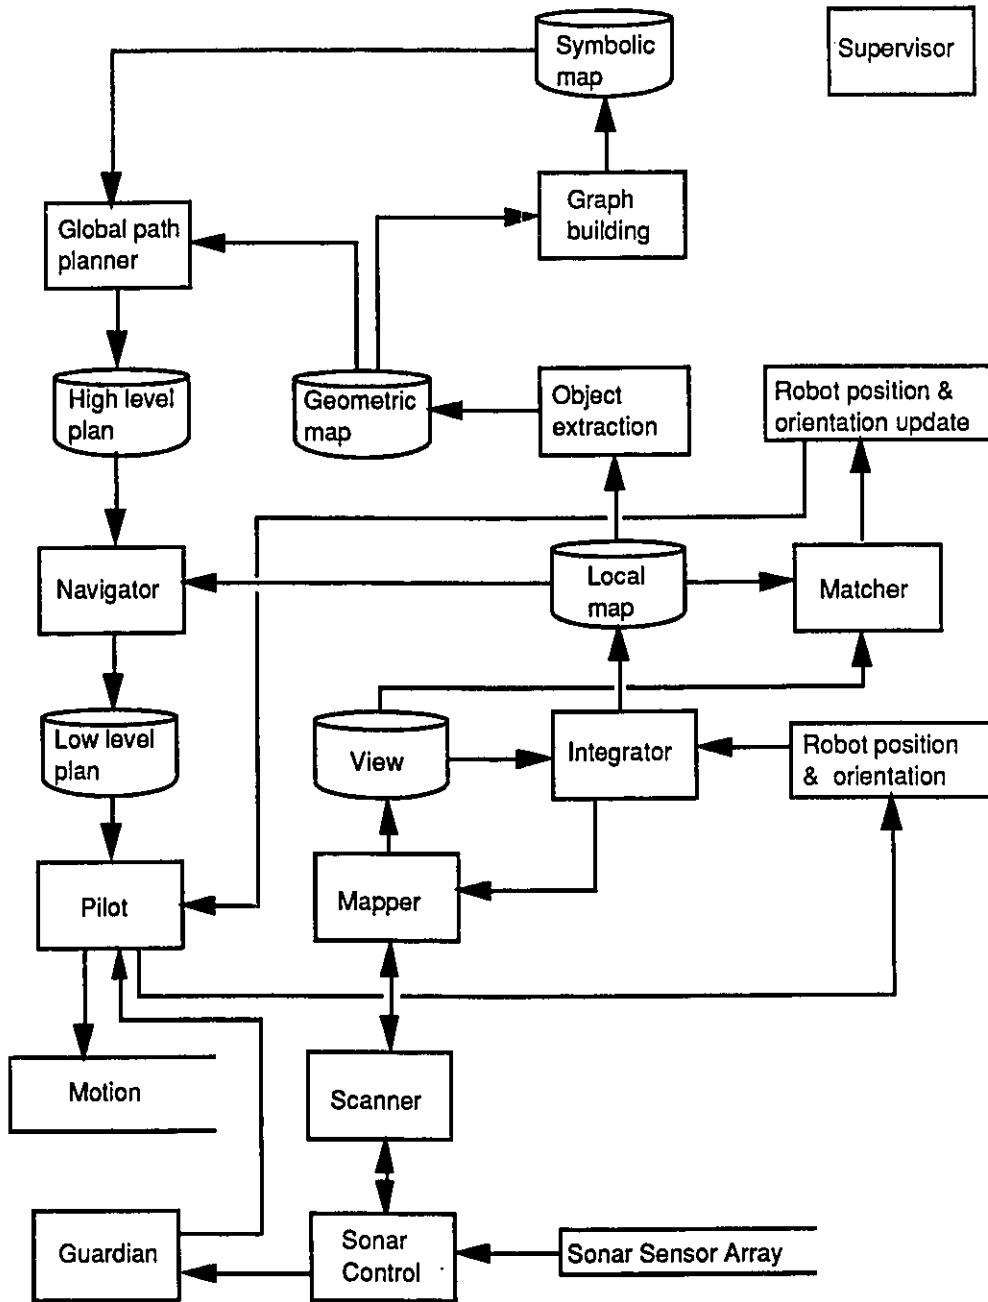 Symbolic
map
Supervisor
Graph
building
Global path
planner
High level
plan
Geometric
map
Object
extraction
Robot position &
orientation update
Navigator
Local
map
Matcher
Low level
plan
View
Integrator
Robot position
& orientation
Pilot
Mapper
Motion
Scanner
Guardian
Sonar
Control
Sonar Sensor Array